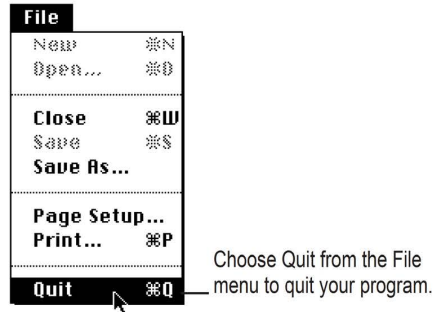 File
New ⌘N
Open... ⌘O
Close ⌘W
Save ⌘S
Save As...
Page Setup...
Print... ⌘P
Quit ⌘Q
Choose Quit from the File
menu to quit your program.